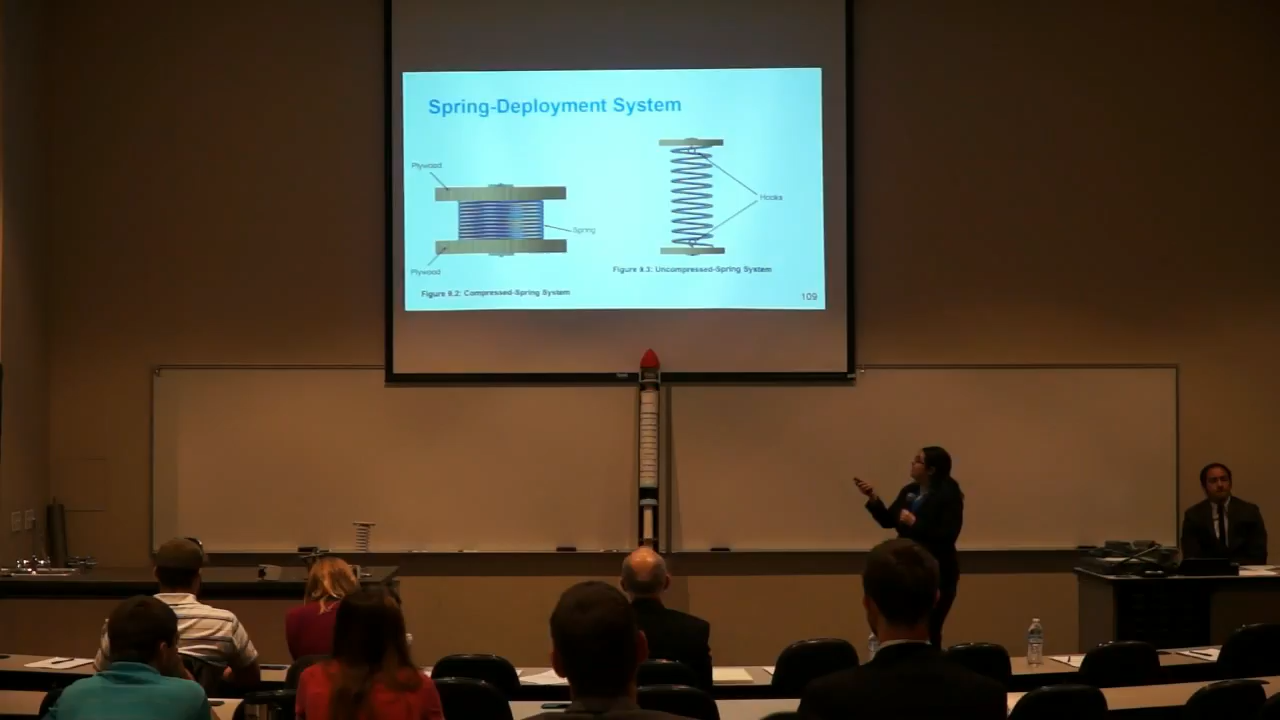 Spring-Deployment System
Plywood
Hooks
Spring
Plywood
Figure 9.3: Uncompressed-Spring System
Figure 9.2: Compressed-Spring System
109